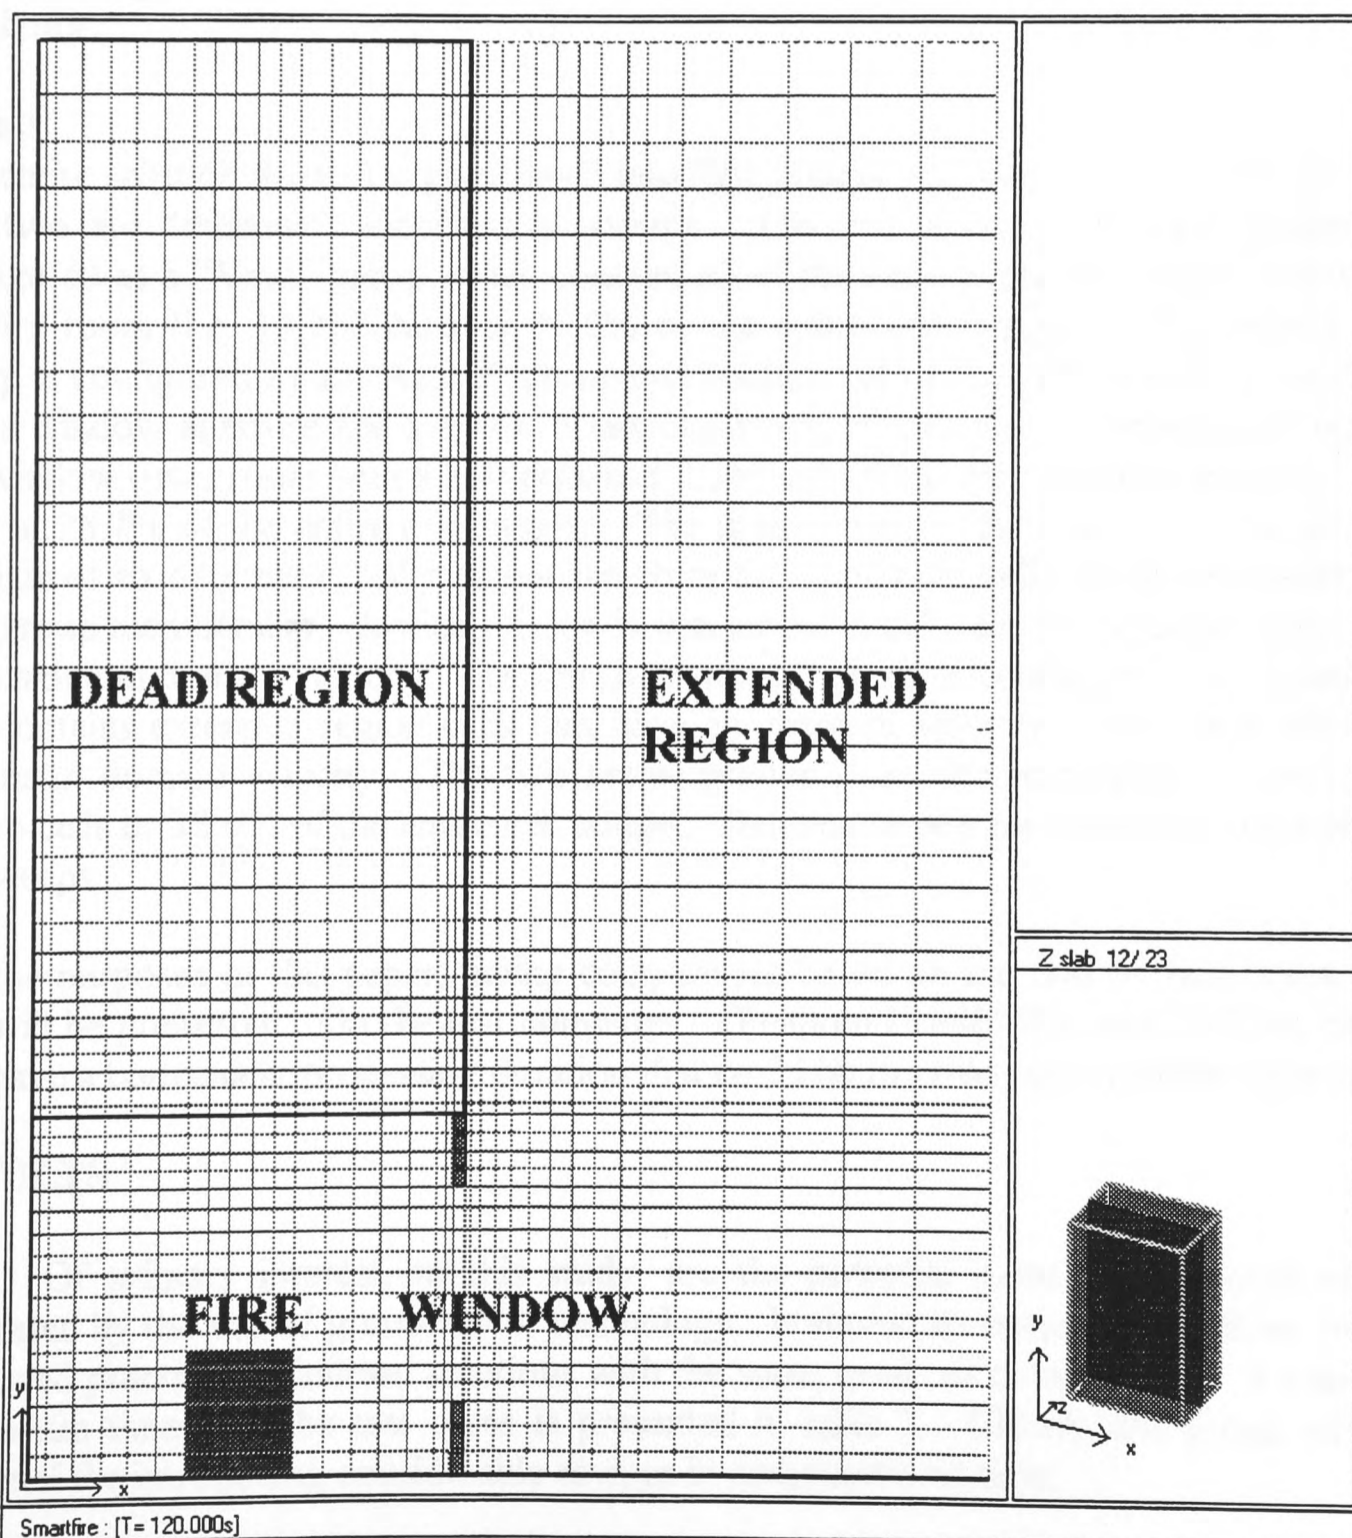 DEAD REGION
EXTENDED
REGION
Z slab 12/ 23
FIRE
WINDOW
y
x
y
z
x
Smartfire : [T= 120.000s]